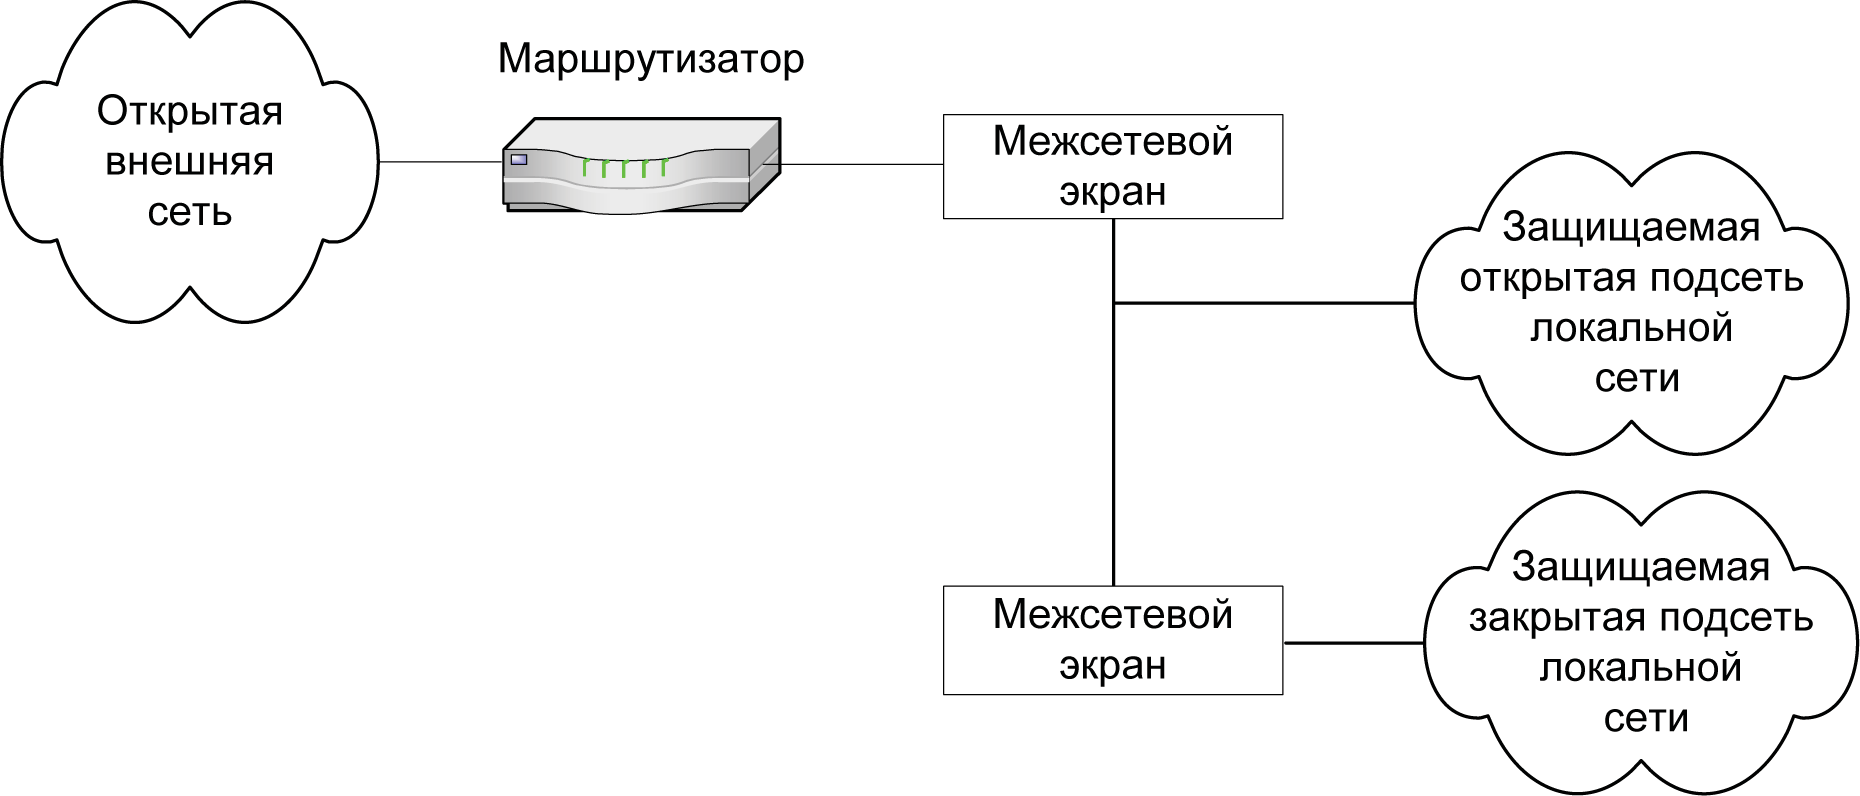 Открытая
внешняя
сеть
Маршрутизатор
Межсетевой
экран
Защищаемая
открытая подсеть
локальной
сети
Межсетевой
экран
Защищаемая
закрытая подсеть
локальной
сети